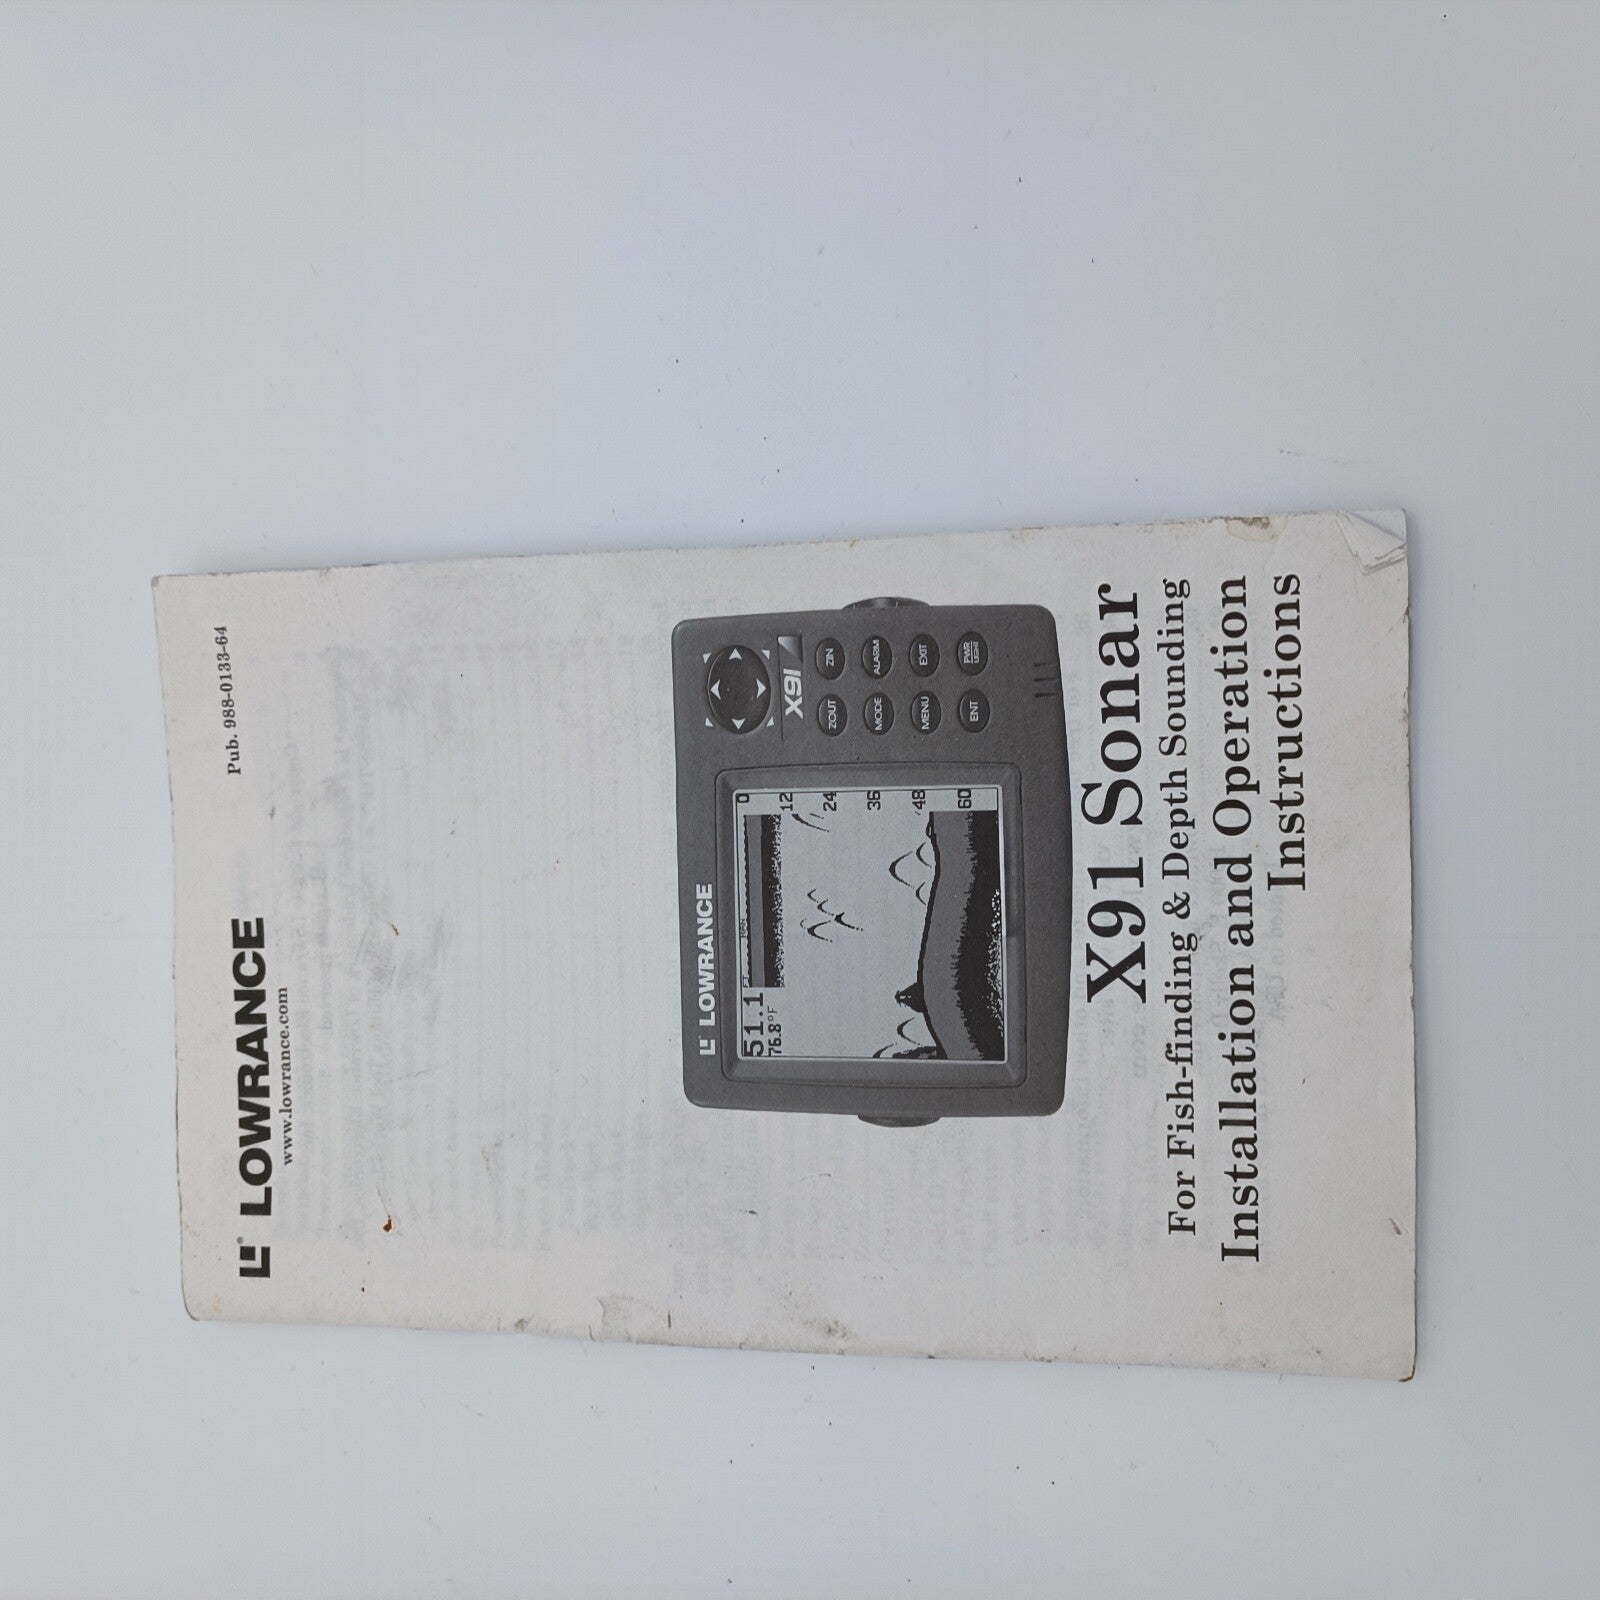 Pub. 988-0133-64
LOWRANCE
www.lowrance.com
LOWRANCE
51.1
76.8°F
0
12
24
36
48
60
X91
ZOUT ZIN
MODE ALARM
MENU EXIT
ENT PWR LIGHT
X91 Sonar
For Fish-finding & Depth Sounding
Installation and Operation
Instructions